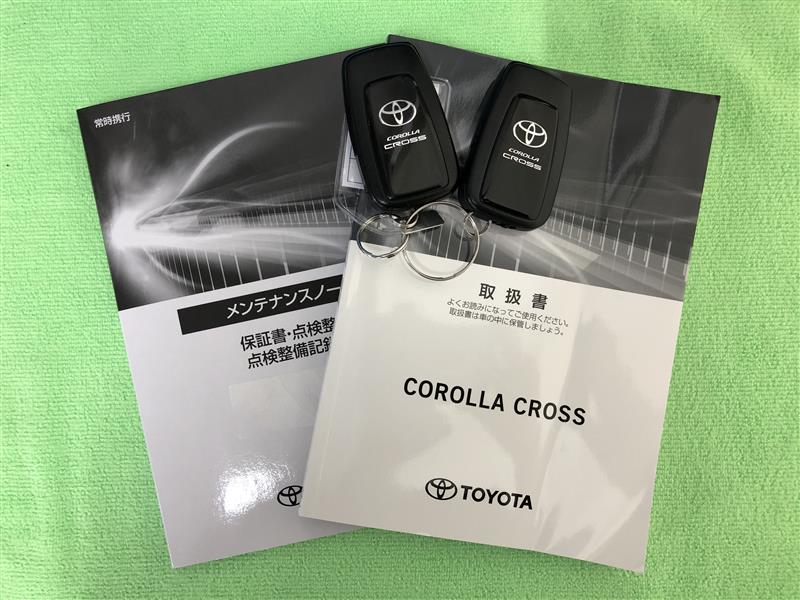 常時携行
メンテナンスノー
保証書・点検整
点検整備記録
COROLLA
CROSS
COROLLA
CROSS
取扱書
よくお読みになってご使用ください。
取扱書は車の中に保管しましょう。
COROLLA CROSS
TOYOTA